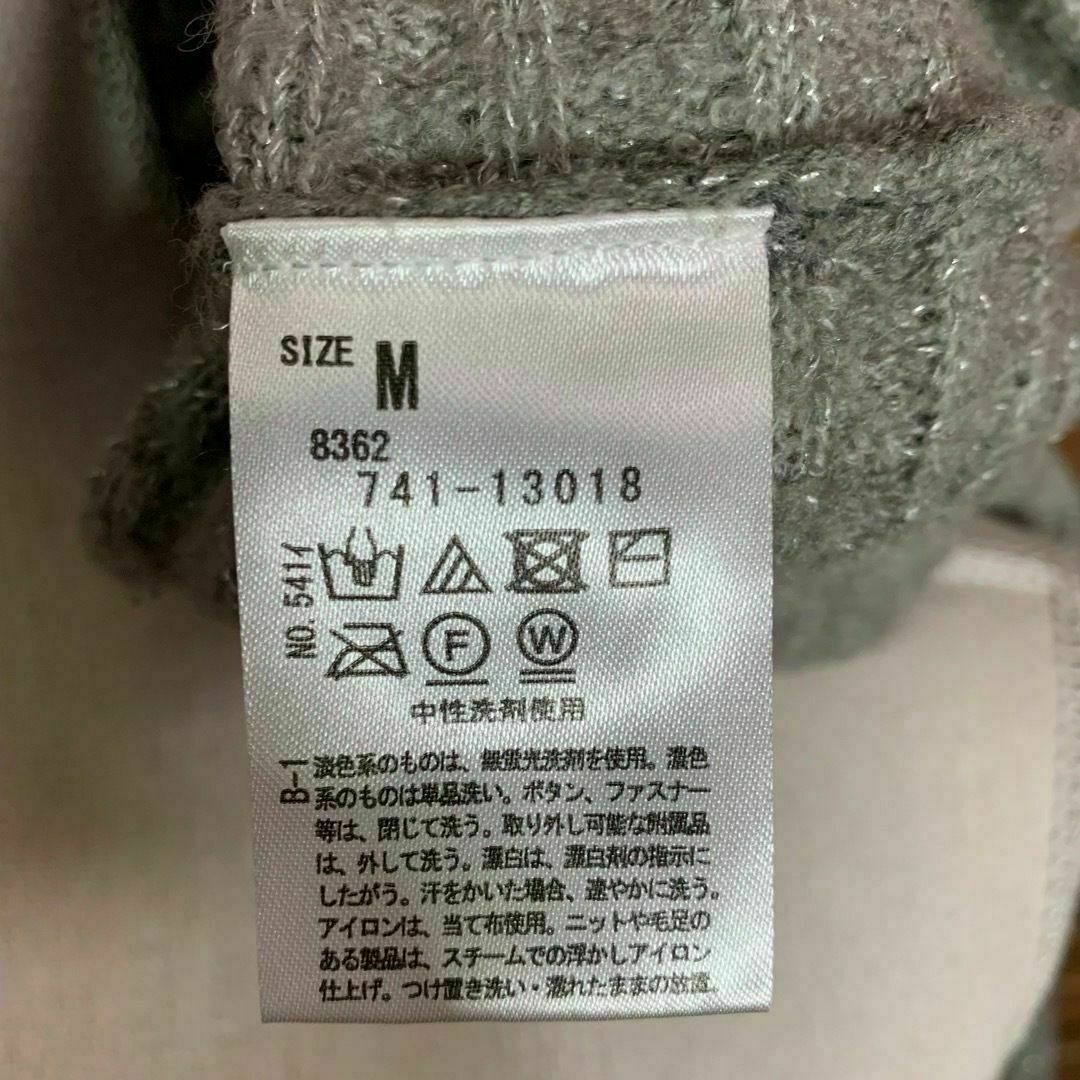 SIZE M
8362
741-13018
NO. 5411
F W
中性洗剤使用
B-1
淡色系のものは、無蛍光洗剤を使用。濃色
系のものは単品洗い。ボタン、ファスナー
等は、閉じて洗う。取り外し可能な附属品
は、外して洗う。漂白は、漂白剤の指示に
したがう。汗をかいた場合、速やかに洗う。
アイロンは、当て布使用。ニットや毛足の
ある製品は、スチームでの浮かしアイロン
仕上げ。つけ置き洗い・濡れたままの放置